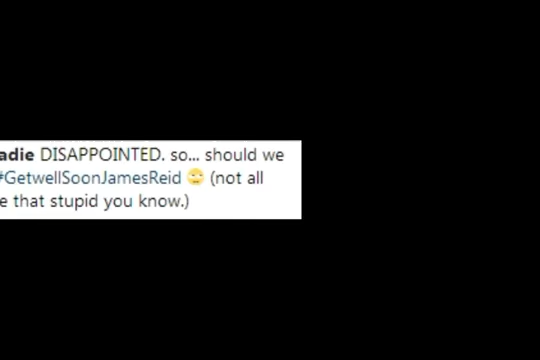 adie DISAPPOINTED. so... should we
#GetwellSoonJamesReid 🙄 (not all
e that stupid you know.)